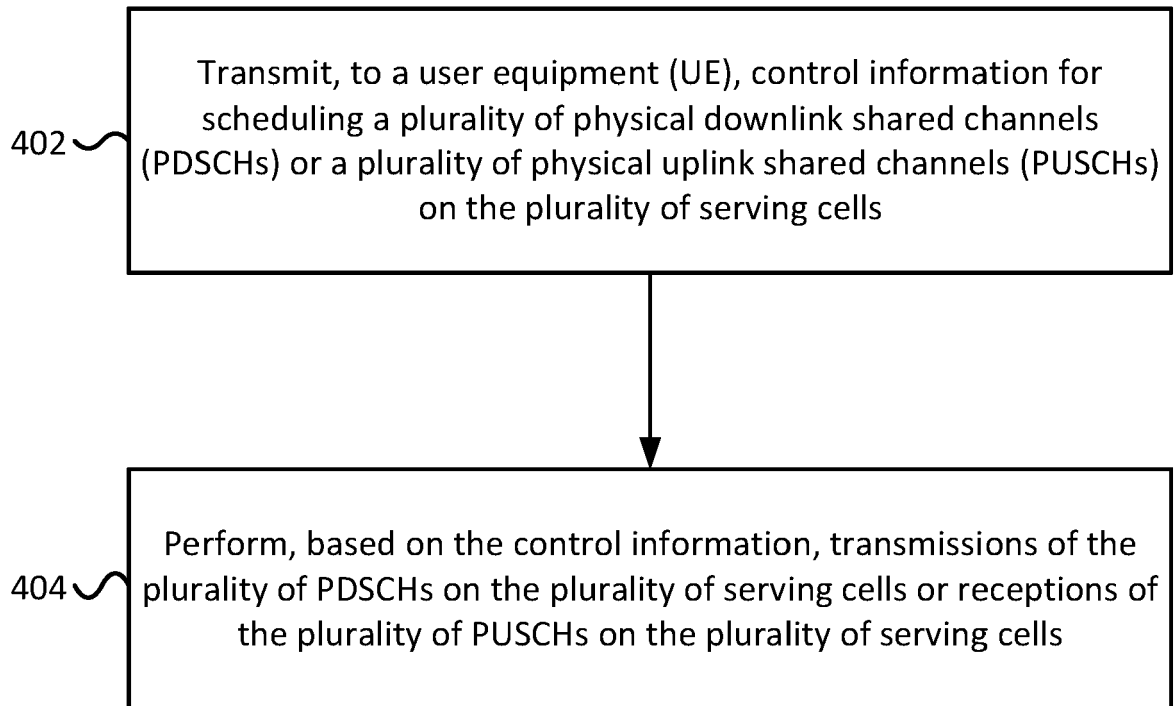 Transmit, to a user equipment (UE), control information for
scheduling a plurality of physical downlink shared channels
402
(PDSCHs) or a plurality of physical uplink shared channels (PUSCHs)
on the plurality of serving cells
Perform, based on the control information, transmissions of the
404
plurality of PDSCHs on the plurality of serving cells or receptions of
the plurality of PUSCHs on the plurality of serving cells